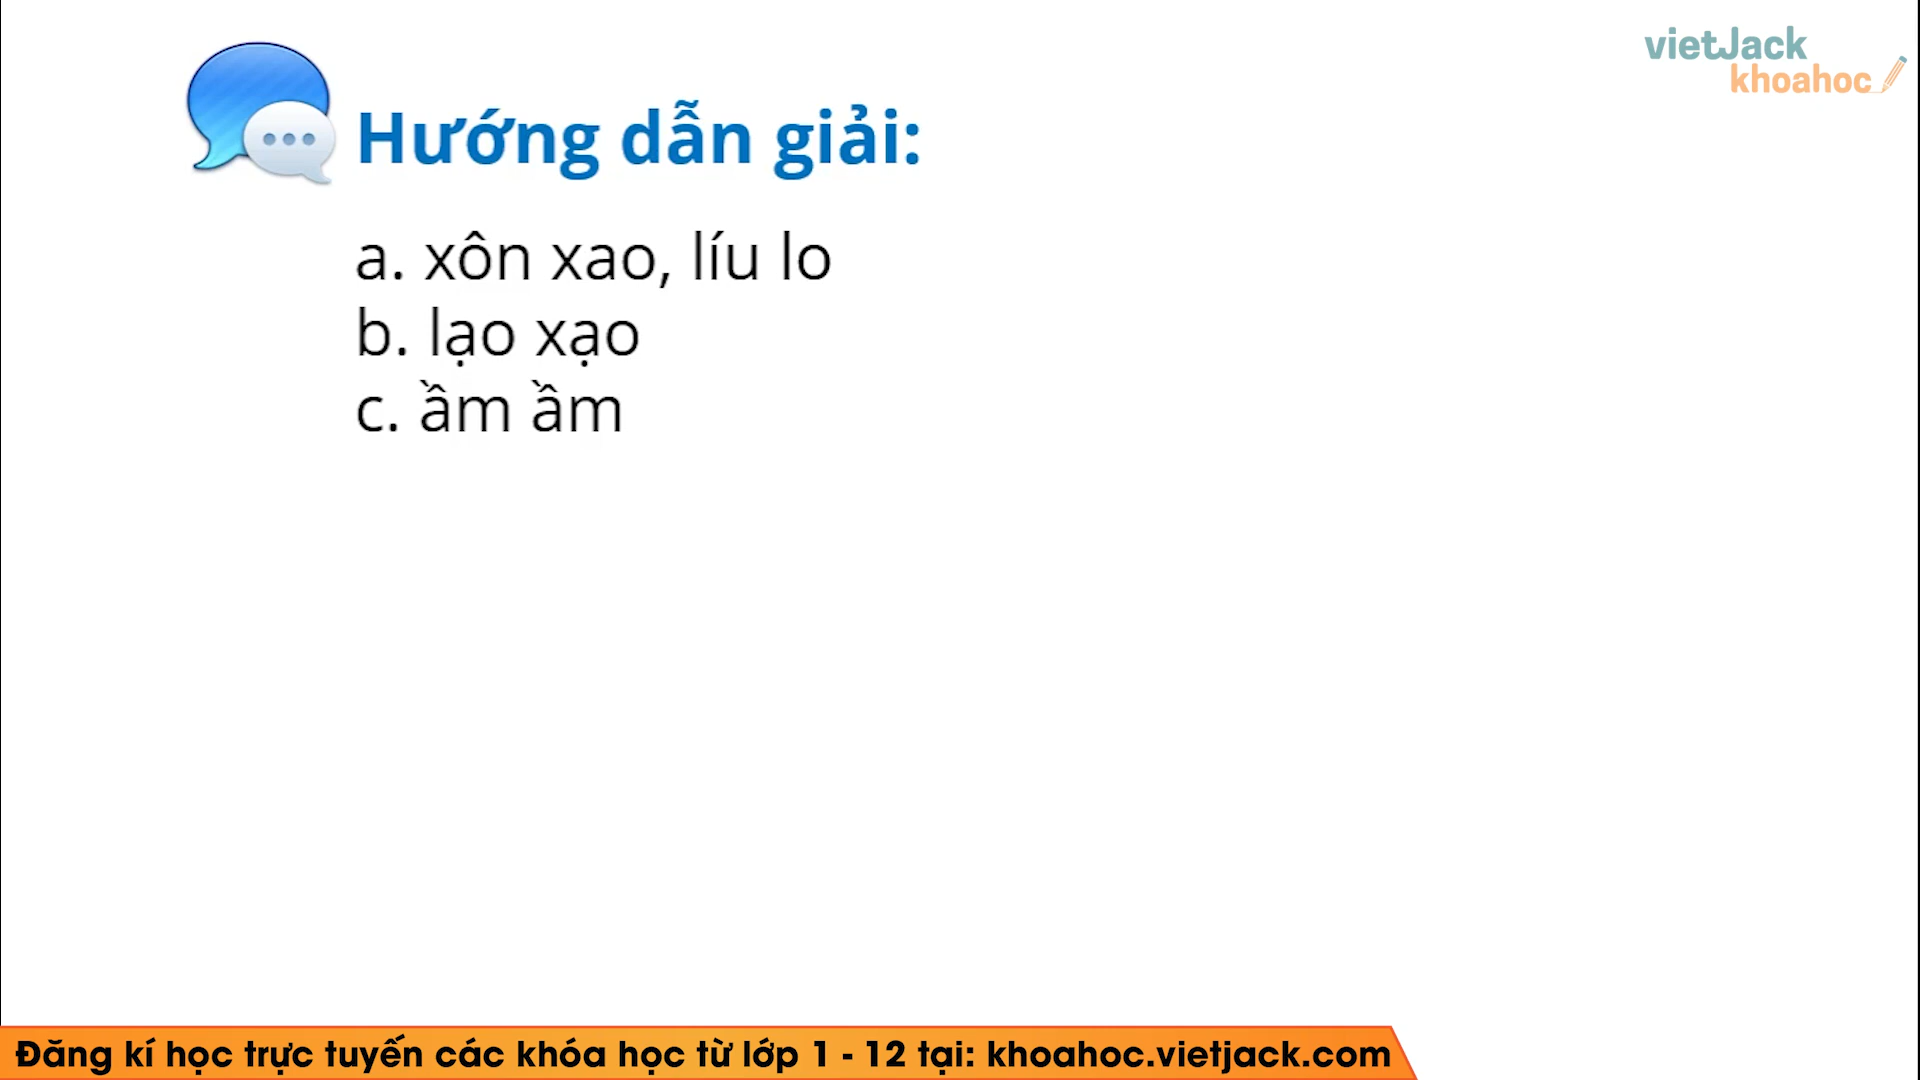 vietJack
khoahoc
Hướng dẫn giải:
a. xôn xao, líu lo
b. lạo xạo
c. ầm ầm
Đăng kí học trực tuyến các khóa học từ lớp 1 - 12 tại: khoahoc.vietjack.com